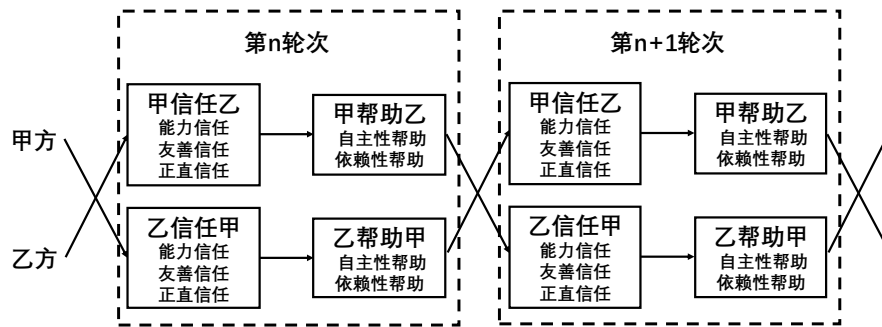 第n轮次
第n+1轮次
甲方
乙方
甲信任乙
能力信任
友善信任
正直信任
甲帮助乙
自主性帮助
依赖性帮助
乙信任甲
能力信任
友善信任
正直信任
乙帮助甲
自主性帮助
依赖性帮助
甲信任乙
能力信任
友善信任
正直信任
甲帮助乙
自主性帮助
依赖性帮助
乙信任甲
能力信任
友善信任
正直信任
乙帮助甲
自主性帮助
依赖性帮助